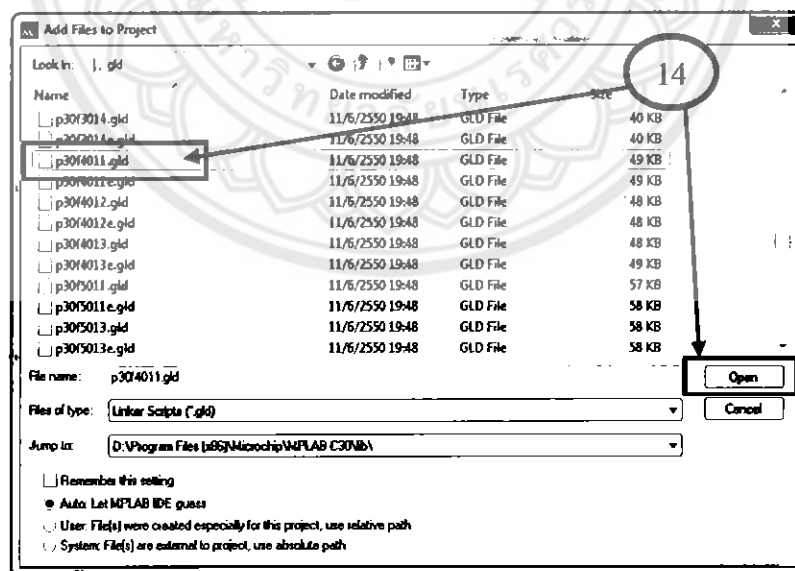 Add Files to Project
Look in: gld
14
Name Date modified Type Size
p30f3014.gld 11/6/2550 19:48 GLD File 40 KB
p30f3014e.gld 11/6/2550 19:48 GLD File 40 KB
p30f4011.gld 11/6/2550 19:48 GLD File 49 KB
p30f4011e.gld 11/6/2550 19:48 GLD File 49 KB
p30f4012.gld 11/6/2550 19:48 GLD File 48 KB
p30f4012e.gld 11/6/2550 19:48 GLD File 48 KB
p30f4013.gld 11/6/2550 19:48 GLD File 48 KB
p30f4013e.gld 11/6/2550 19:48 GLD File 49 KB
p30f5011.gld 11/6/2550 19:48 GLD File 57 KB
p30f5011e.gld 11/6/2550 19:48 GLD File 58 KB
p30f5013.gld 11/6/2550 19:48 GLD File 58 KB
p30f5013e.gld 11/6/2550 19:48 GLD File 58 KB
File name: p30f4011.gld Open
Files of type: Linker Scripts (*.gld) Cancel
Jump to: D:\Program Files (x86)\Microchip\MPLAB C30\lib\
Remember this setting
Auto: Let MPLAB IDE guess
User: File(s) were created especially for this project, use relative path
System: File(s) are external to project, use absolute path